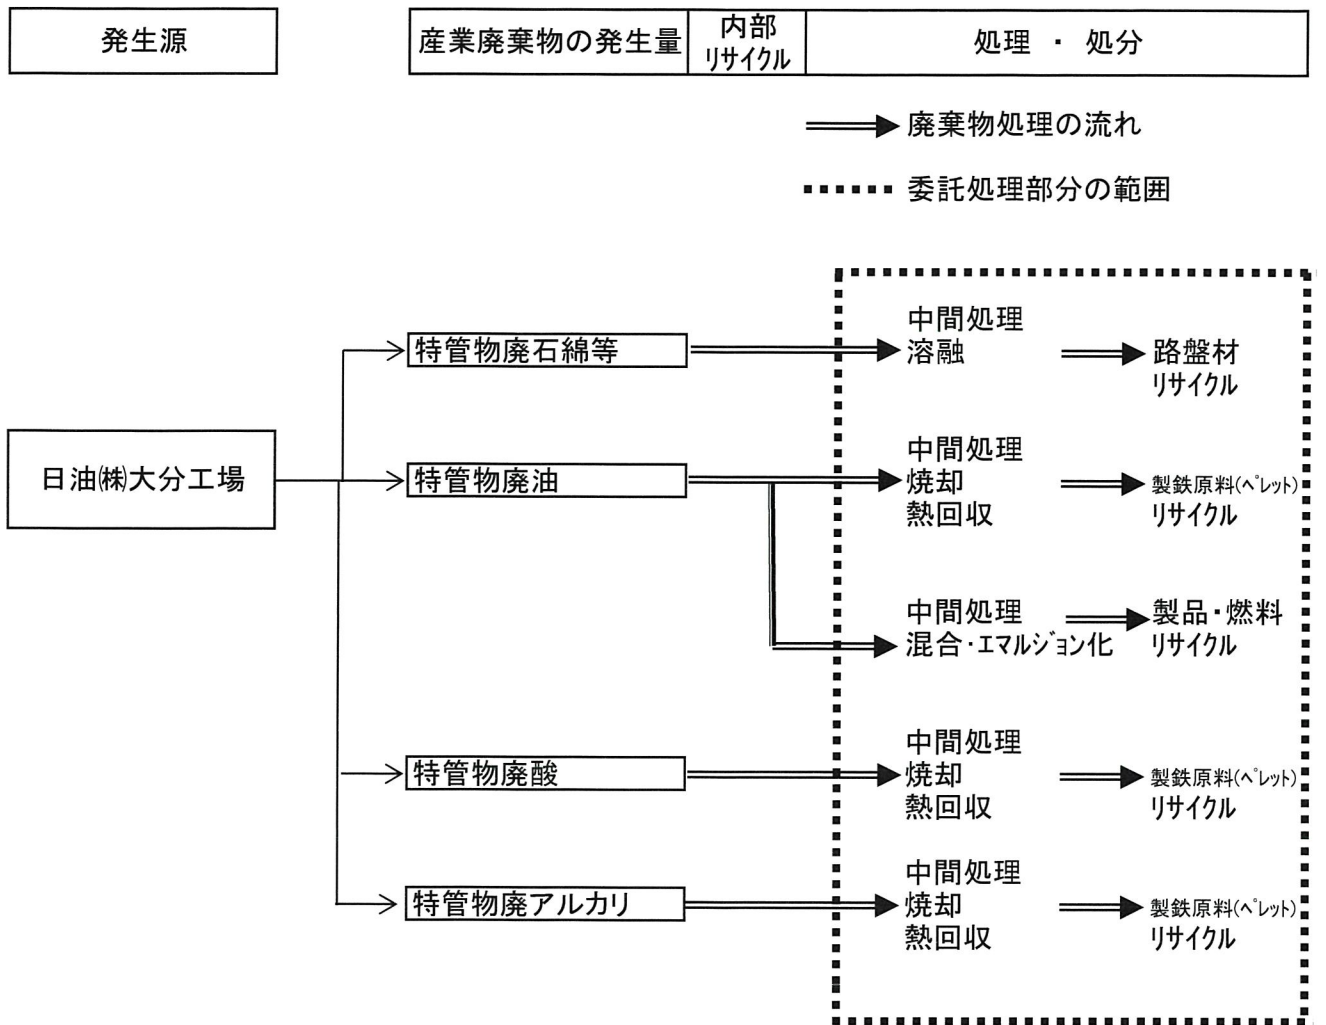 発生源
産業廃棄物の発生量
内部
リサイクル
処理 ・ 処分
廃棄物処理の流れ
委託処理部分の範囲
日油㈱大分工場
特管物廃石綿等
中間処理
溶融
路盤材
リサイクル
特管物廃油
中間処理
焼却
熱回収
製鉄原料(ペレット)
リサイクル
中間処理
混合・エマルジョン化
製品・燃料
リサイクル
特管物廃酸
中間処理
焼却
熱回収
製鉄原料(ペレット)
リサイクル
特管物廃アルカリ
中間処理
焼却
熱回収
製鉄原料(ペレット)
リサイクル